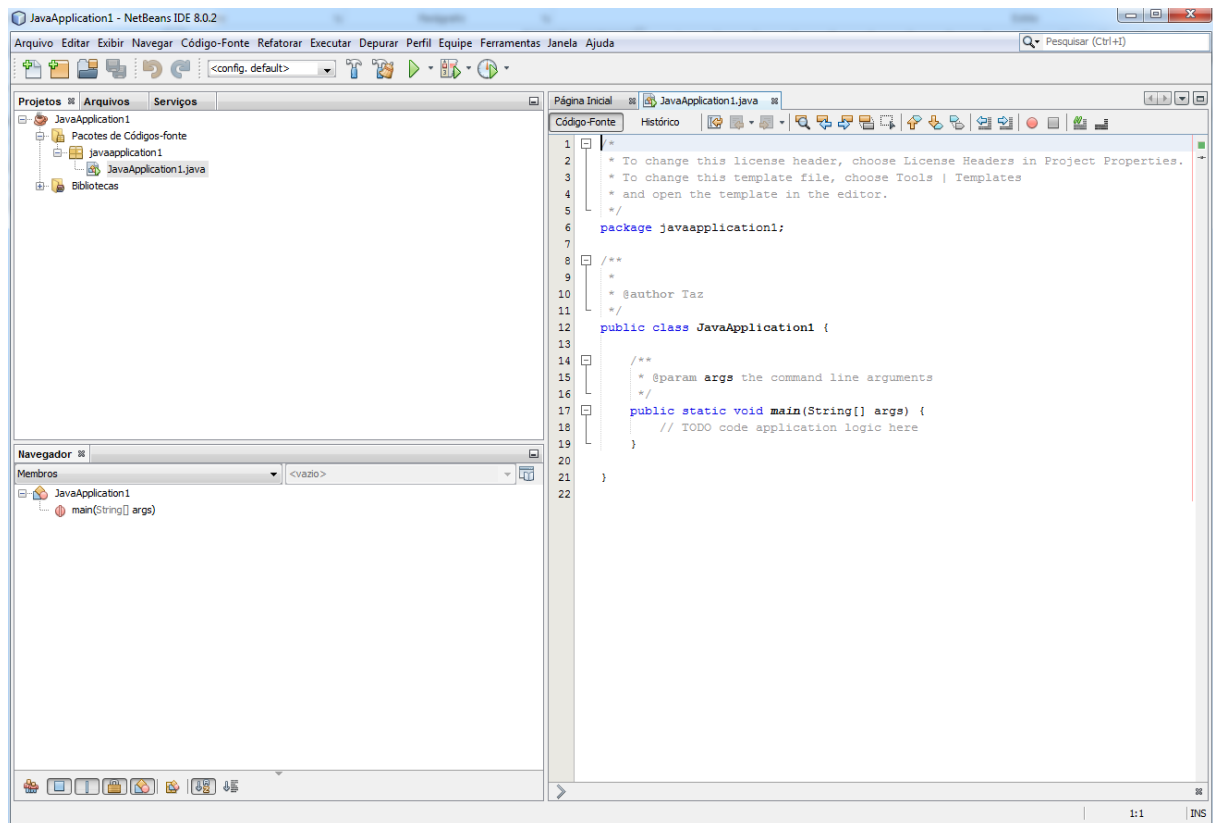 JavaApplication1 - NetBeans IDE 8.0.2
Arquivo Editar Exibir Navegar Código-Fonte Refatorar Executar Depurar Perfil Equipe Ferramentas Janela Ajuda
Pesquisar (Ctrl+I)
<config. default>
Projetos Arquivos Serviços
JavaApplication1
Pacotes de Códigos-fonte
javaapplication1
JavaApplication1.java
Bibliotecas
Navegador
Membros <vazio>
JavaApplication1
main(String[] args)
Página Inicial JavaApplication1.java
Código-Fonte Histórico
1 /*
2 * To change this license header, choose License Headers in Project Properties.
3 * To change this template file, choose Tools | Templates
4 * and open the template in the editor.
5 */
6 package javaapplication1;
7
8 /**
9 *
10 * @author Taz
11 */
12 public class JavaApplication1 {
13
14 /**
15 * @param args the command line arguments
16 */
17 public static void main(String[] args) {
18 // TODO code application logic here
19 }
20
21 }
22
1:1 INS